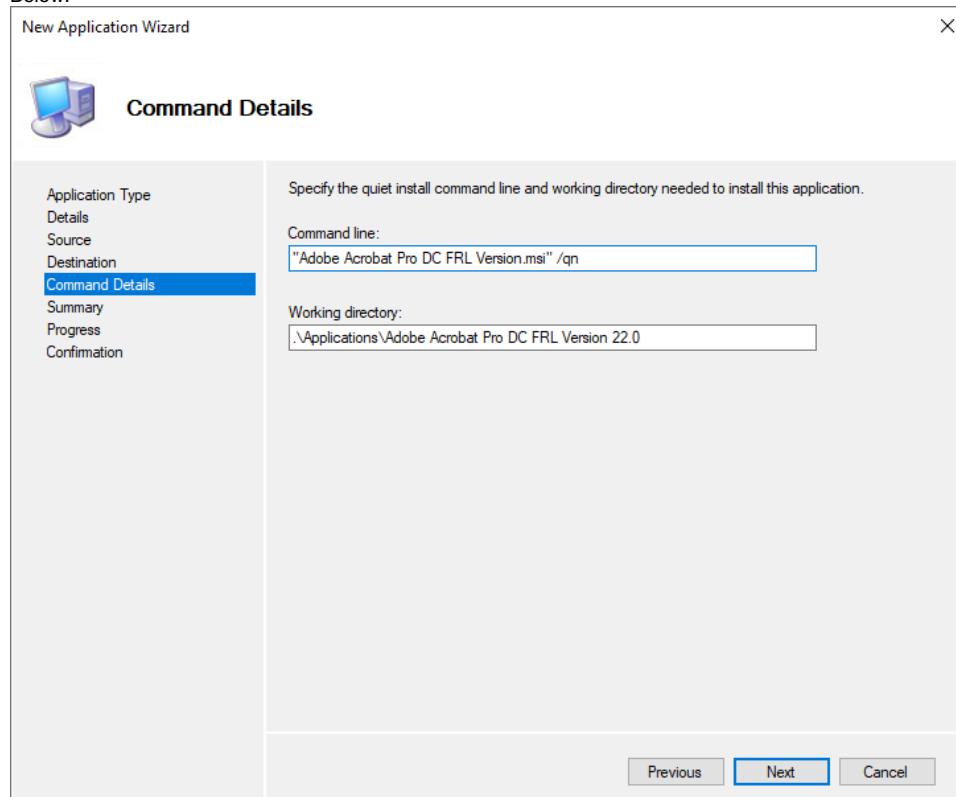 New Application Wizard
Command Details
Application Type
Details
Source
Destination
Command Details
Summary
Progress
Confirmation
Specify the quiet install command line and working directory needed to install this application.
Command line:
"Adobe Acrobat Pro DC FRL Version.msi" /qn
Working directory:
.\Applications\Adobe Acrobat Pro DC FRL Version 22.0
Previous
Next
Cancel